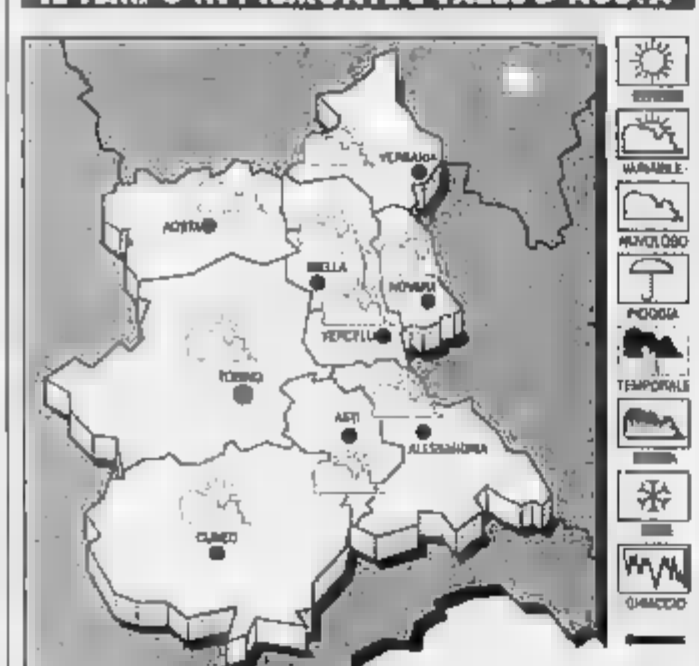 VERBANIA
AOSTA
BIELLA
NOVARA
VERCELLI
TORINO
ASTI
ALESSANDRIA
CUNEO
VARIABILE
NUVOLOSO
PIOGGIA
TEMPORALE
GHIACCIO